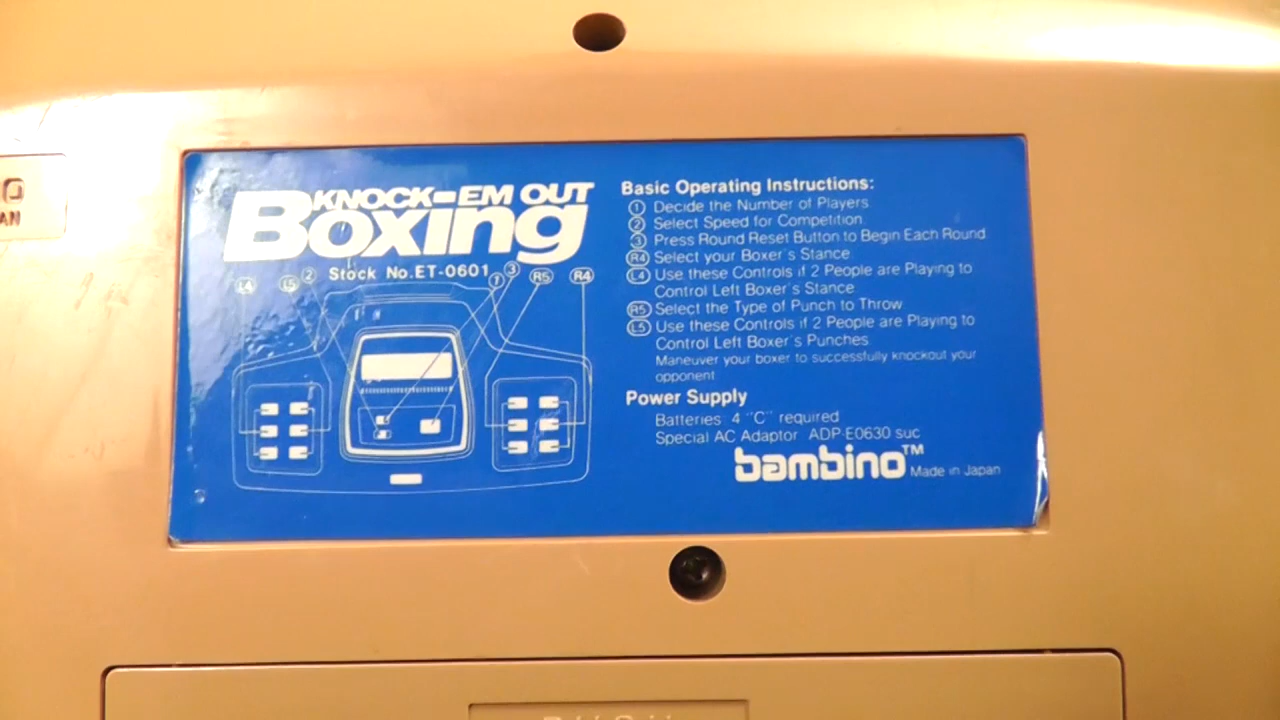 KNOCK-EM OUT
Boxing
Stock No.ET-0601
L4 L5 2 1 3 R5 R4
Basic Operating Instructions:
1 Decide the Number of Players
2 Select Speed for Competition
3 Press Round Reset Button to Begin Each Round
R4 Select your Boxer's Stance
L4 Use these Controls if 2 People are Playing to
Control Left Boxer's Stance
R5 Select the Type of Punch to Throw
L5 Use these Controls if 2 People are Playing to
Control Left Boxer's Punches.
Maneuver your boxer to successfully knockout your
opponent
Power Supply
Batteries 4 "C" required
Special AC Adaptor ADP-E0630 suc
bambino™ Made in Japan